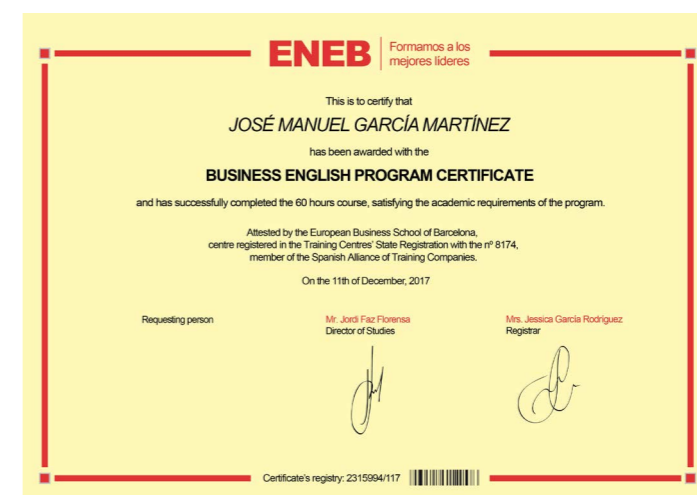 ENEB
Formamos a los
mejores líderes
This is to certify that
JOSÉ MANUEL GARCÍA MARTÍNEZ
has been awarded with the
BUSINESS ENGLISH PROGRAM CERTIFICATE
and has successfully completed the 60 hours course, satisfying the academic requirements of the program.
Attested by the European Business School of Barcelona,
centre registered in the Training Centres' State Registration with the nº 8174,
member of the Spanish Alliance of Training Companies.
On the 11th of December, 2017
Requesting person
Mr. Jordi Faz Florensa
Director of Studies
Mrs. Jessica García Rodríguez
Registrar
Certificate's registry: 2315994/117